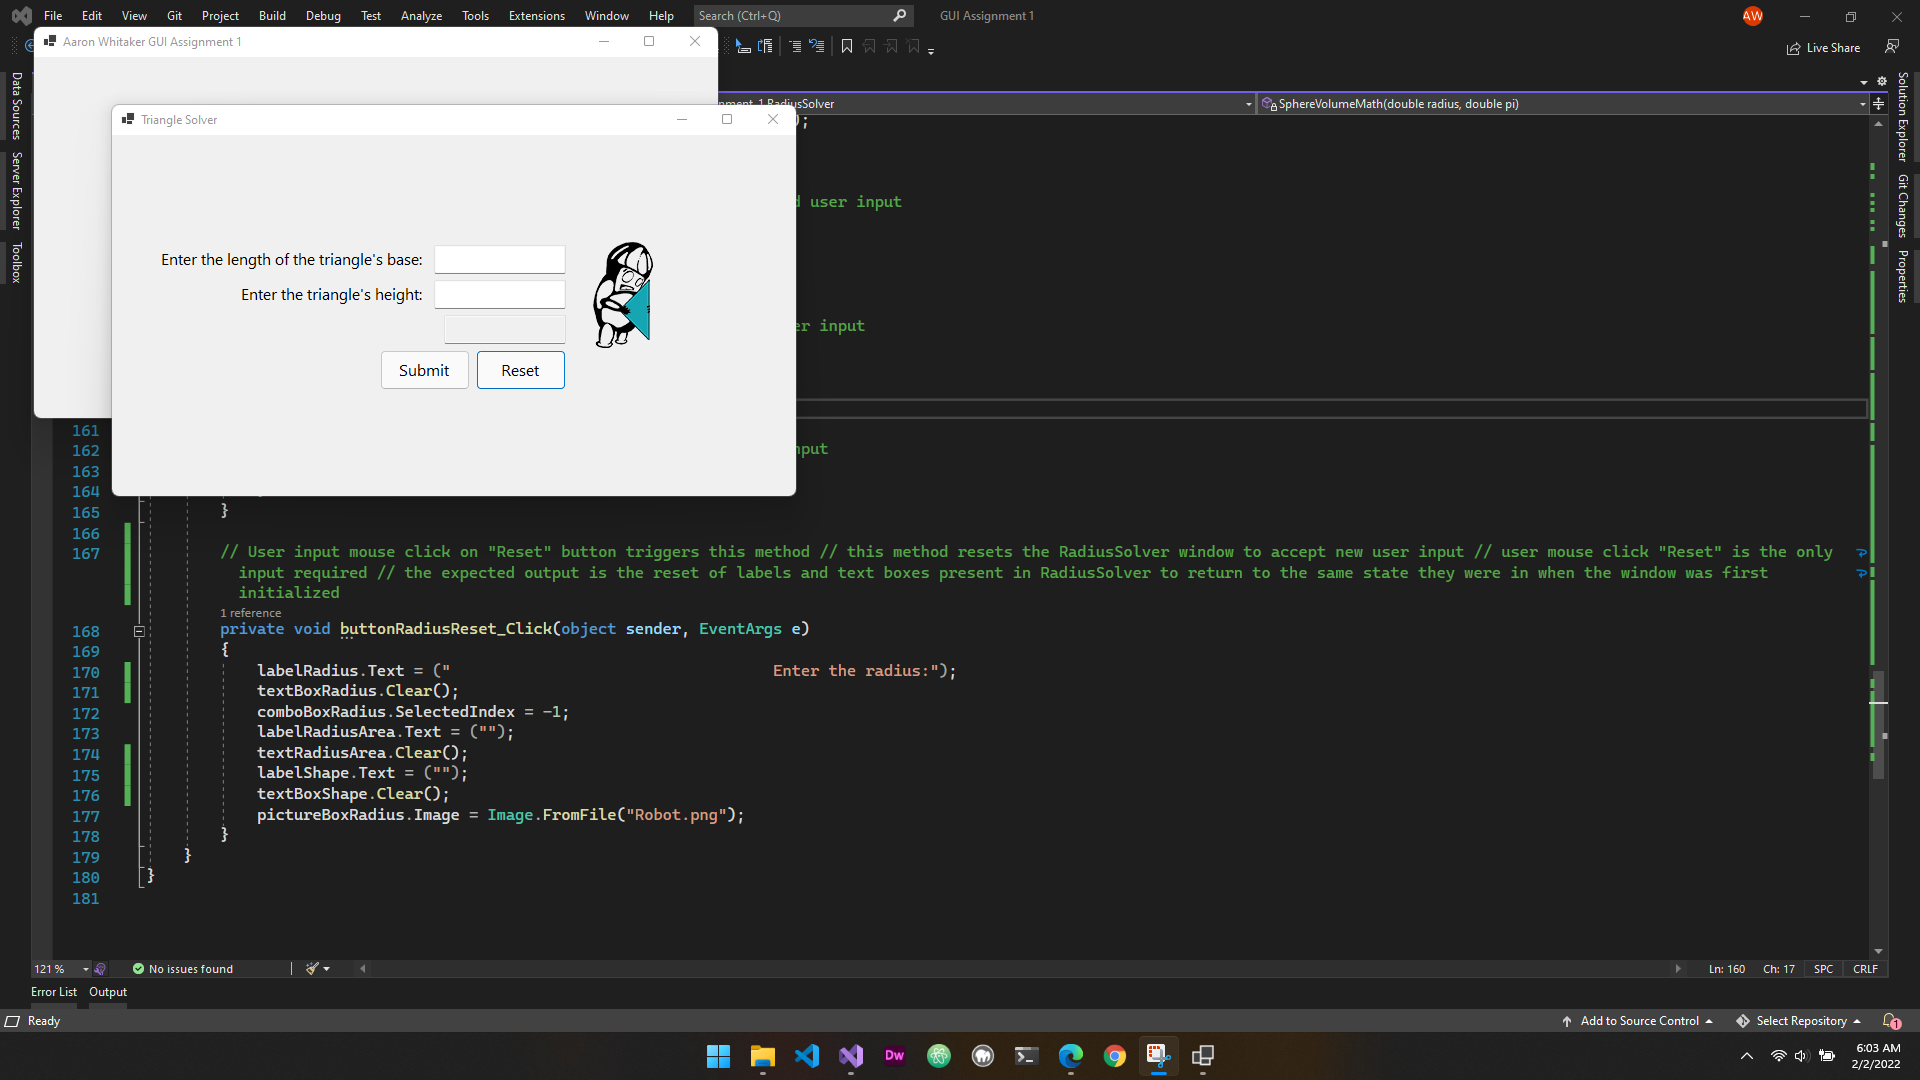 File Edit View Git Project Build Debug Test Analyze Tools Extensions Window Help Search (Ctrl+Q) GUI Assignment 1 AW
Aaron Whitaker GUI Assignment 1
Live Share
Data Sources
Server Explorer
Toolbox
Solution Explorer
Git Changes
Properties
RadiusSolver SphereVolumeMath(double radius, double pi)
);
Triangle Solver
user input
Enter the length of the triangle's base:
Enter the triangle's height:
input
Submit Reset
161
162
163
164
165 }
166
167 // User input mouse click on "Reset" button triggers this method // this method resets the RadiusSolver window to accept new user input // user mouse click "Reset" is the only
input required // the expected output is the reset of labels and text boxes present in RadiusSolver to return to the same state they were in when the window was first
initialized
1 reference
168 private void buttonRadiusReset_Click(object sender, EventArgs e)
169 {
170 labelRadius.Text = (" Enter the radius:");
171 textBoxRadius.Clear();
172 comboBoxRadius.SelectedIndex = -1;
173 labelRadiusArea.Text = ("");
174 textRadiusArea.Clear();
175 labelShape.Text = ("");
176 textBoxShape.Clear();
177 pictureBoxRadius.Image = Image.FromFile("Robot.png");
178 }
179 }
180 }
181
121 % No issues found Ln: 160 Ch: 17 SPC CRLF
Error List Output
Ready Add to Source Control Select Repository 1
Dw
6:03 AM
2/2/2022